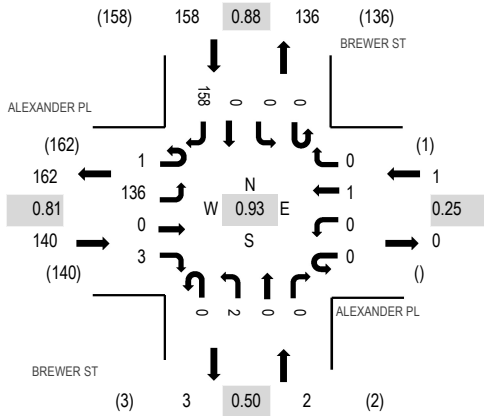 (158) 158 0.88 136 (136)
BREWER ST
158 0 0 0
ALEXANDER PL
(162) 1 0 (1)
162 136 N 1 1
0.81 W 0.93 E 0.25
140 0 S 0 0
(140) 3 0 ()
0 2 0 0
ALEXANDER PL
BREWER ST
(3) 3 0.50 2 (2)